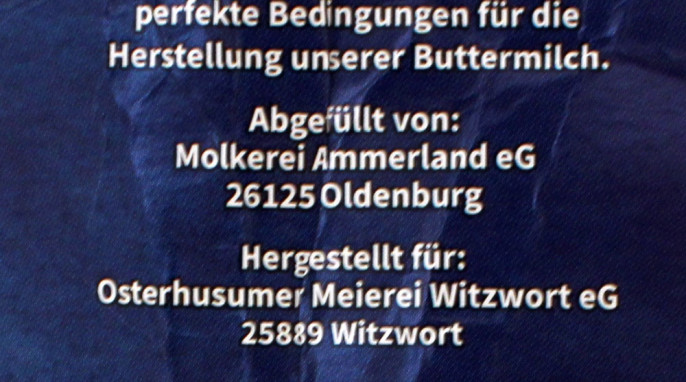 perfekte Bedingungen für die
Herstellung unserer Buttermilch.
Abgefüllt von:
Molkerei Ammerland eG
26125 Oldenburg
Hergestellt für:
Osterhusumer Meierei Witzwort eG
25889 Witzwort